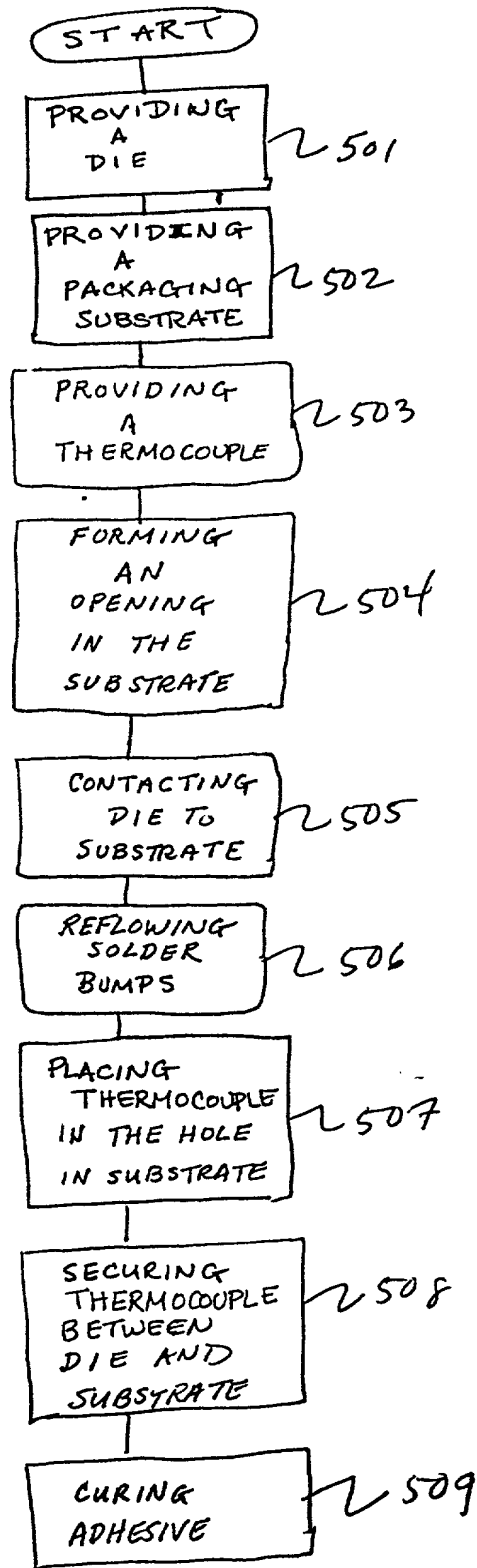 START
PROVIDING
A
DIE
501
PROVIDING
A
PACKAGING
SUBSTRATE
502
PROVIDING
A
THERMOCOUPLE
503
FORMING
AN
OPENING
IN THE
SUBSTRATE
504
CONTACTING
DIE TO
SUBSTRATE
505
REFLOWING
SOLDER
BUMPS
506
PLACING
THERMOCOUPLE
IN THE HOLE
IN SUBSTRATE
507
SECURING
THERMOCOUPLE
BETWEEN
DIE AND
SUBSTRATE
508
CURING
ADHESIVE
509